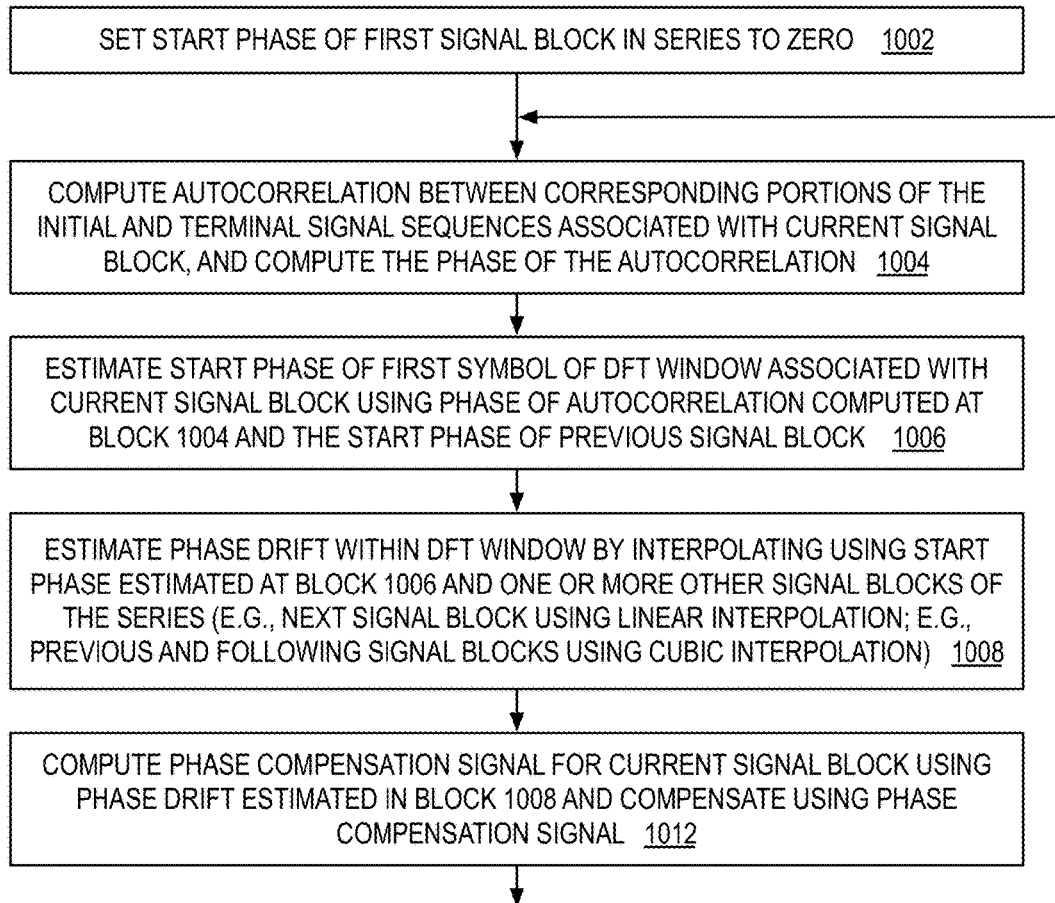 SET START PHASE OF FIRST SIGNAL BLOCK IN SERIES TO ZERO 1002
COMPUTE AUTOCORRELATION BETWEEN CORRESPONDING PORTIONS OF THE
INITIAL AND TERMINAL SIGNAL SEQUENCES ASSOCIATED WITH CURRENT SIGNAL
BLOCK, AND COMPUTE THE PHASE OF THE AUTOCORRELATION 1004
ESTIMATE START PHASE OF FIRST SYMBOL OF DFT WINDOW ASSOCIATED WITH
CURRENT SIGNAL BLOCK USING PHASE OF AUTOCORRELATION COMPUTED AT
BLOCK 1004 AND THE START PHASE OF PREVIOUS SIGNAL BLOCK 1006
ESTIMATE PHASE DRIFT WITHIN DFT WINDOW BY INTERPOLATING USING START
PHASE ESTIMATED AT BLOCK 1006 AND ONE OR MORE OTHER SIGNAL BLOCKS OF
THE SERIES (E.G., NEXT SIGNAL BLOCK USING LINEAR INTERPOLATION; E.G.,
PREVIOUS AND FOLLOWING SIGNAL BLOCKS USING CUBIC INTERPOLATION) 1008
COMPUTE PHASE COMPENSATION SIGNAL FOR CURRENT SIGNAL BLOCK USING
PHASE DRIFT ESTIMATED IN BLOCK 1008 AND COMPENSATE USING PHASE
COMPENSATION SIGNAL 1012